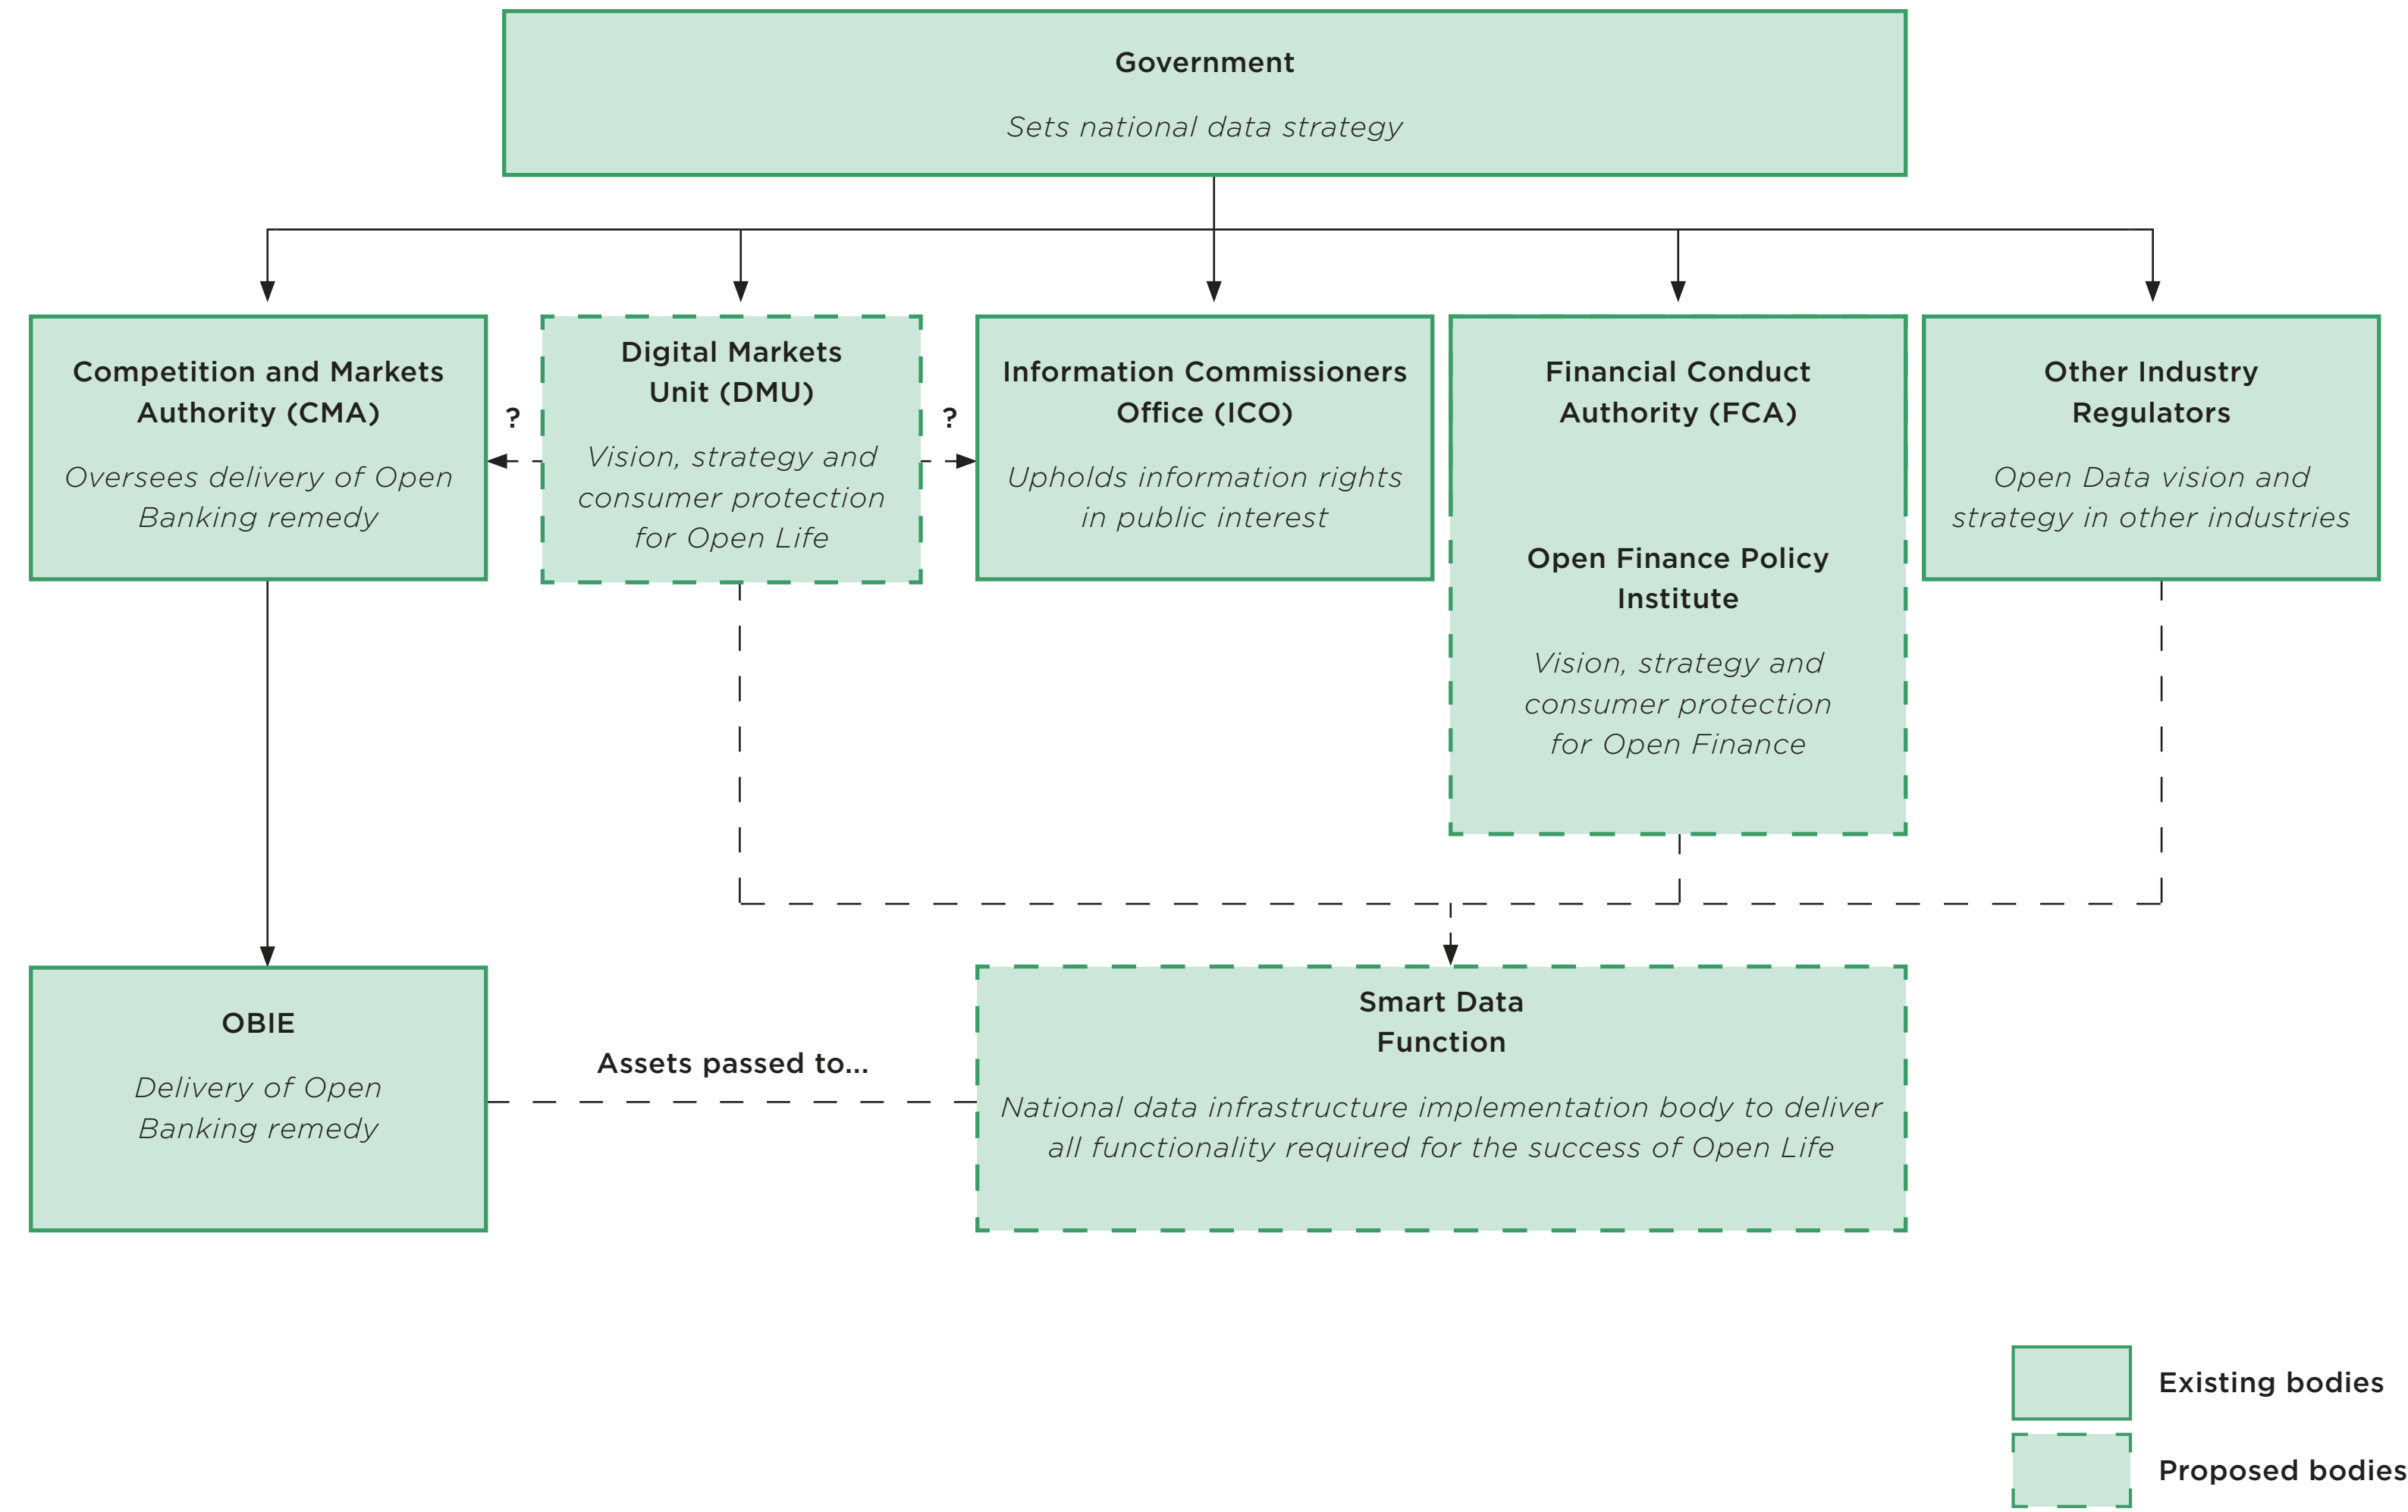 Government
Sets national data strategy
Competition and Markets
Authority (CMA)
Oversees delivery of Open
Banking remedy
?
Digital Markets
Unit (DMU)
Vision, strategy and
consumer protection
for Open Life
?
Information Commissioners
Office (ICO)
Upholds information rights
in public interest
Financial Conduct
Authority (FCA)
Open Finance Policy
Institute
Vision, strategy and
consumer protection
for Open Finance
Other Industry
Regulators
Open Data vision and
strategy in other industries
OBIE
Delivery of Open
Banking remedy
Assets passed to...
Smart Data
Function
National data infrastructure implementation body to deliver
all functionality required for the success of Open Life
Existing bodies
Proposed bodies